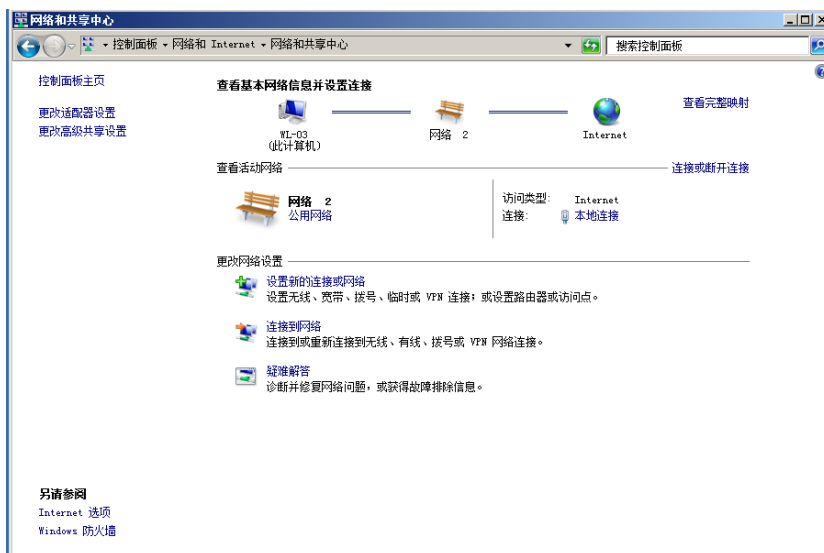 网络和共享中心
控制面板 网络和 Internet 网络和共享中心
搜索控制面板
控制面板主页
更改适配器设置
更改高级共享设置
查看基本网络信息并设置连接
查看完整映射
WL-03
(此计算机)
网络 2
Internet
查看活动网络
连接或断开连接
网络 2
公用网络
访问类型: Internet
连接: 本地连接
更改网络设置
设置新的连接或网络
设置无线、宽带、拨号、临时或 VPN 连接；或设置路由器或访问点。
连接到网络
连接到或重新连接到无线、有线、拨号或 VPN 网络连接。
疑难解答
诊断并修复网络问题，或获得故障排除信息。
另请参阅
Internet 选项
Windows 防火墙